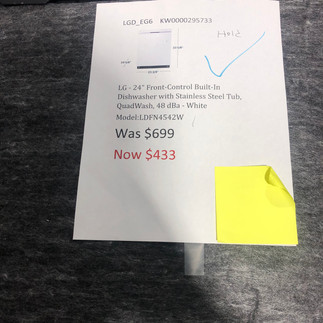 LGD_EG6 KW0000295733
Hold
LG - 24" Front-Control Built-In
Dishwasher with Stainless Steel Tub,
QuadWash, 48 dBa - White
Model:LDFN4542W
Was $699
Now $433